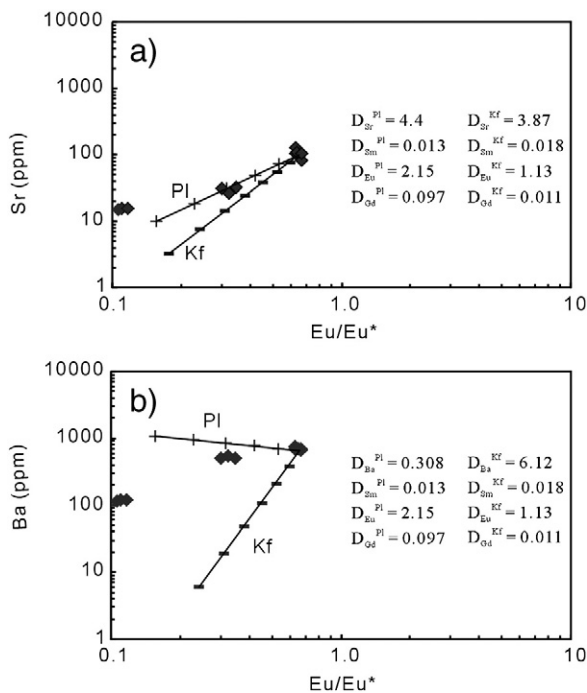 a)
10000
1000
100
10
1
Sr (ppm)
Pl
Kf
D_Sr^Pl = 4.4 D_Sr^Kf = 3.87
D_Sm^Pl = 0.013 D_Sm^Kf = 0.018
D_Eu^Pl = 2.15 D_Eu^Kf = 1.13
D_Gd^Pl = 0.097 D_Gd^Kf = 0.011
0.1 1.0 10
Eu/Eu*
b)
10000
1000
100
10
1
Ba (ppm)
Pl
Kf
D_Ba^Pl = 0.308 D_Ba^Kf = 6.12
D_Sm^Pl = 0.013 D_Sm^Kf = 0.018
D_Eu^Pl = 2.15 D_Eu^Kf = 1.13
D_Gd^Pl = 0.097 D_Gd^Kf = 0.011
0.1 1.0 10
Eu/Eu*